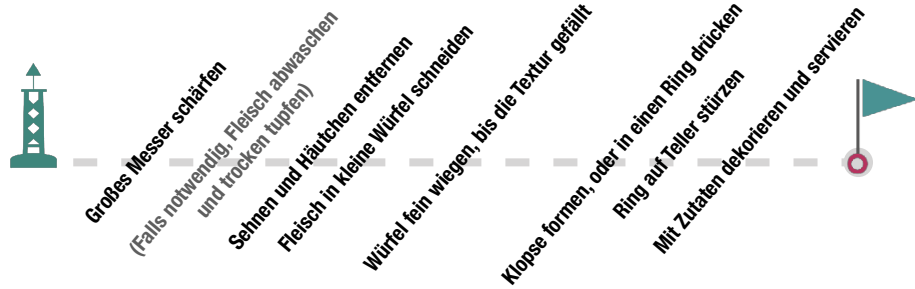 Großes Messer schärfen
(Falls notwendig, Fleisch abwaschen
und trocken tupfen)
Sehnen und Häutchen entfernen
Fleisch in kleine Würfel schneiden
Würfel fein wiegen, bis die Textur gefällt
Klopse formen, oder in einen Ring drücken
Ring auf Teller stürzen
Mit Zutaten dekorieren und servieren